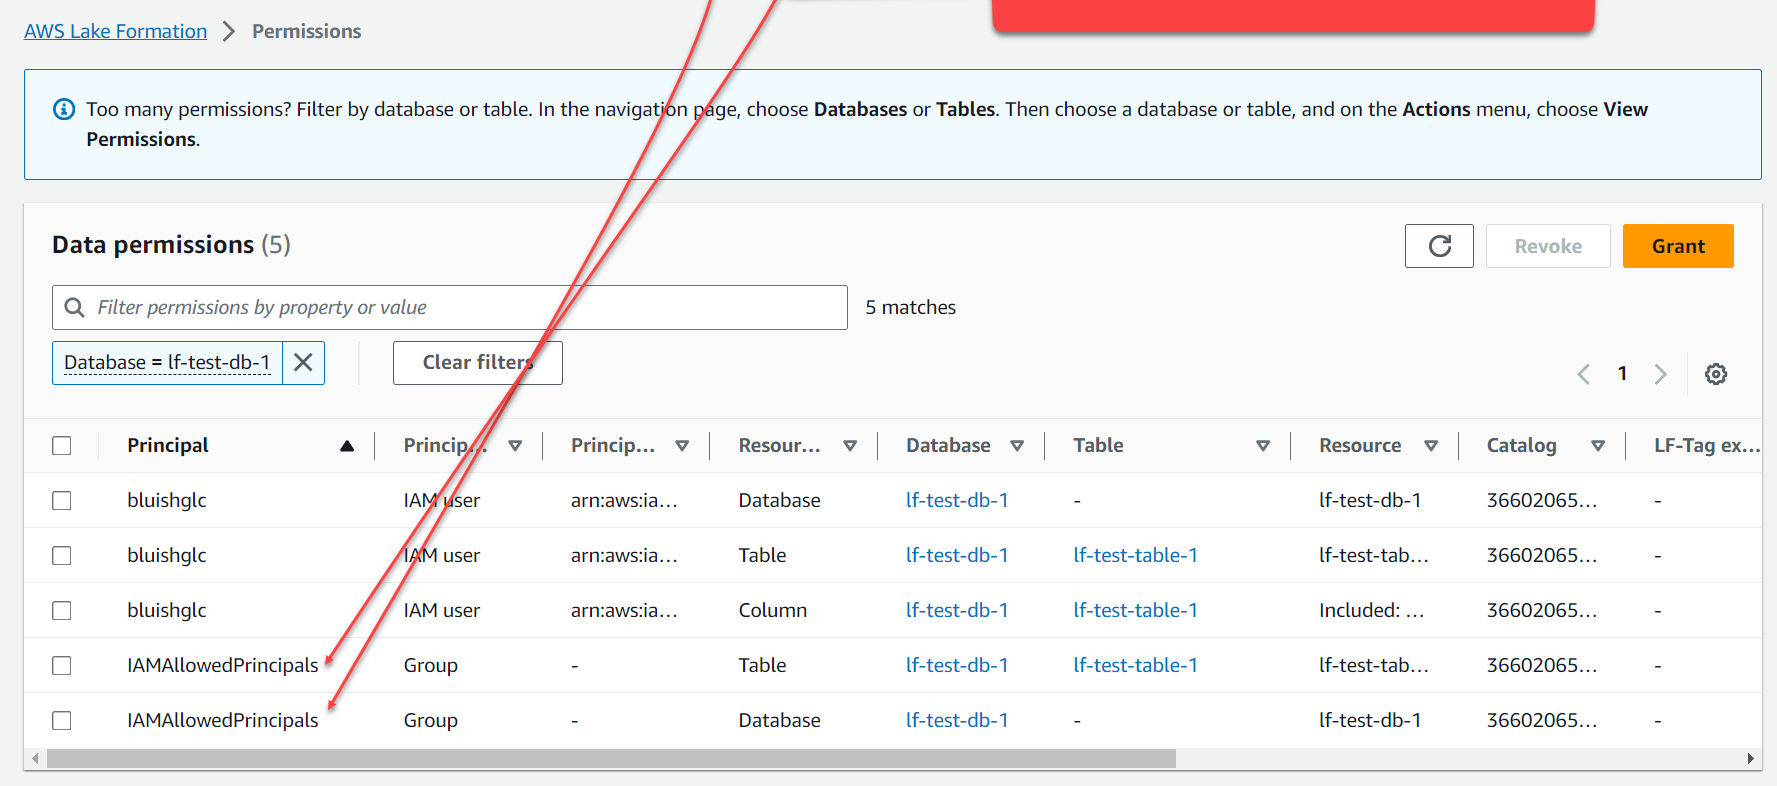 AWS Lake Formation > Permissions
Too many permissions? Filter by database or table. In the navigation page, choose Databases or Tables. Then choose a database or table, and on the Actions menu, choose View
Permissions.
Data permissions (5)
Revoke
Grant
Filter permissions by property or value
5 matches
Database = lf-test-db-1
Clear filters
1
Principal Princip... Princip... Resour... Database Table Resource Catalog LF-Tag ex...
bluishglc IAM user arn:aws:ia... Database lf-test-db-1 - lf-test-db-1 36602065... -
bluishglc IAM user arn:aws:ia... Table lf-test-db-1 lf-test-table-1 lf-test-tab... 36602065... -
bluishglc IAM user arn:aws:ia... Column lf-test-db-1 lf-test-table-1 Included: ... 36602065... -
IAMAllowedPrincipals Group - Table lf-test-db-1 lf-test-table-1 lf-test-tab... 36602065... -
IAMAllowedPrincipals Group - Database lf-test-db-1 - lf-test-db-1 36602065... -